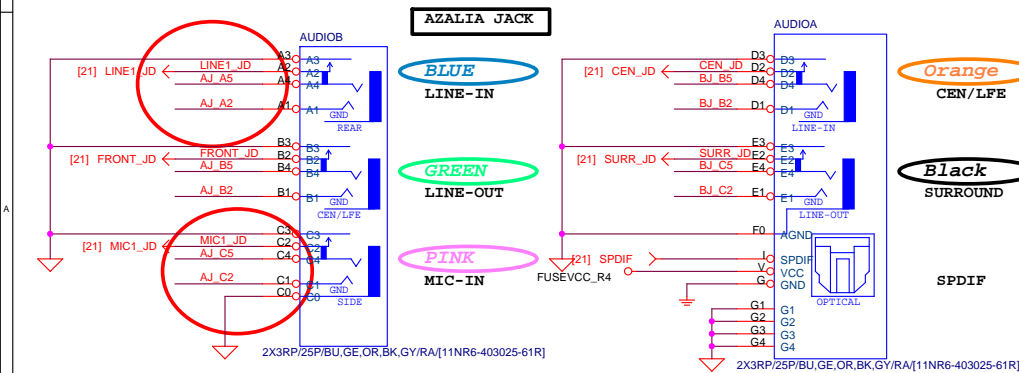 AZALIA JACK
AUDIOB
A3 A3
[21] LINE1_JD LINE1_JD A2 A2
AJ_A5 A4 A4
AJ_A2 A1 A1
GND
REAR
BLUE
LINE-IN
B3 B3
[21] FRONT_JD FRONT_JD B2 B2
AJ_B5 B4 B4
AJ_B2 B1 B1
GND
CEN/LFE
GREEN
LINE-OUT
C3 C3
[21] MIC1_JD MIC1_JD C2 C2
AJ_C5 C4 C4
AJ_C2 C1 C1
GND
C0 C0
SIDE
PINK
MIC-IN
2X3RP/25P/BU,GE,OR,BK,GY/RA/[11NR6-403025-61R]
AUDIOA
D3 D3
[21] CEN_JD CEN_JD D2 D2
BJ_B5 D4 D4
BJ_B2 D1 D1
GND
LINE-IN
Orange
CEN/LFE
E3 E3
[21] SURR_JD SURR_JD E2 E2
BJ_C5 E4 E4
BJ_C2 E1 E1
GND
LINE-OUT
Black
SURROUND
F0 AGND
[21] SPDIF I SPDIF
FUSEVCC_R4 V VCC
G GND
OPTICAL
SPDIF
G1 G1
G2 G2
G3 G3
G4 G4
2X3RP/25P/BU,GE,OR,BK,GY/RA/[11NR6-403025-61R]
A